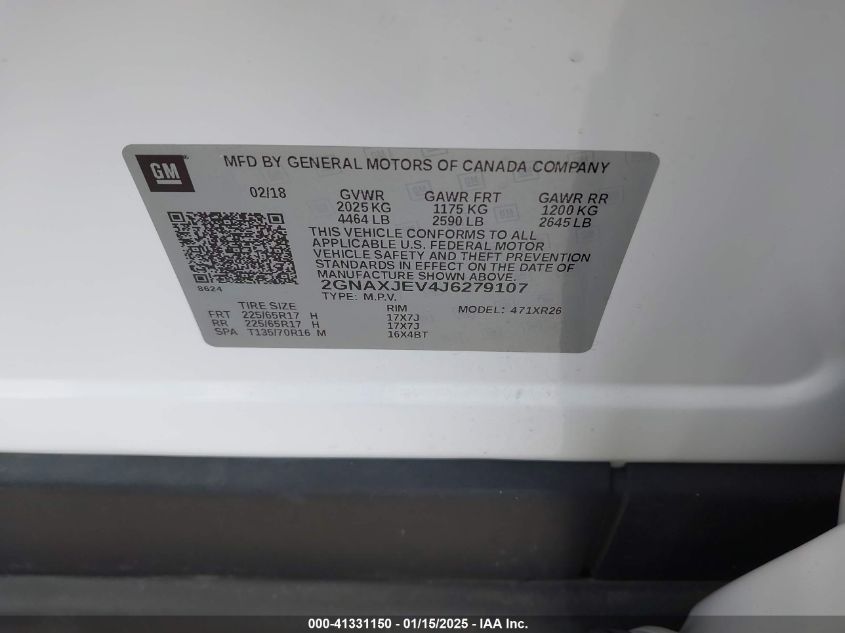 GM
MFD BY GENERAL MOTORS OF CANADA COMPANY
02/18 GVWR GAWR FRT GAWR RR
2025 KG 1175 KG 1200 KG
4464 LB 2590 LB 2645 LB
THIS VEHICLE CONFORMS TO ALL
APPLICABLE U.S. FEDERAL MOTOR
VEHICLE SAFETY AND THEFT PREVENTION
STANDARDS IN EFFECT ON THE DATE OF
MANUFACTURE SHOWN ABOVE.
8624
2GNAXJEV4J6279107
TYPE: M.P.V. MODEL: 471XR26
TIRE SIZE RIM
FRT 225/65R17 H 17X7J
RR 225/65R17 H 17X7J
SPA T135/70R16 M 16X4BT
000-41331150 - 01/15/2025 - IAA Inc.